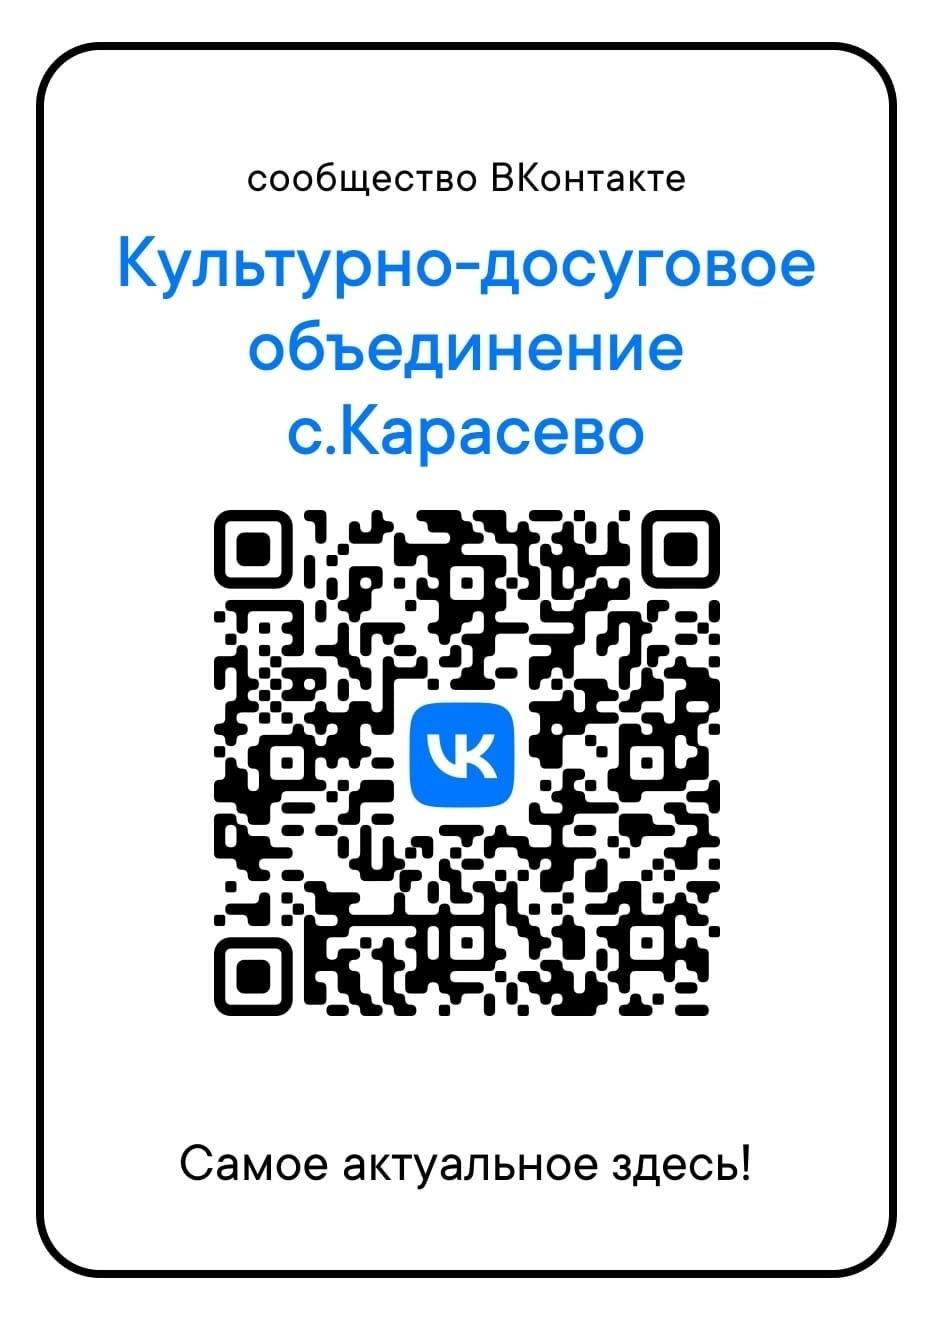 сообщество ВКонтакте
Культурно-досуговое
объединение
с.Карасево
Самое актуальное здесь!